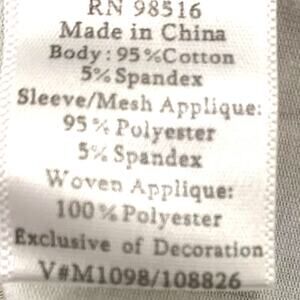 RN 98516
Made in China
Body: 95%Cotton
5% Spandex
Sleeve/Mesh Applique:
95% Polyester
5% Spandex
Woven Applique:
100% Polyester
Exclusive of Decoration
V#M1098/108826